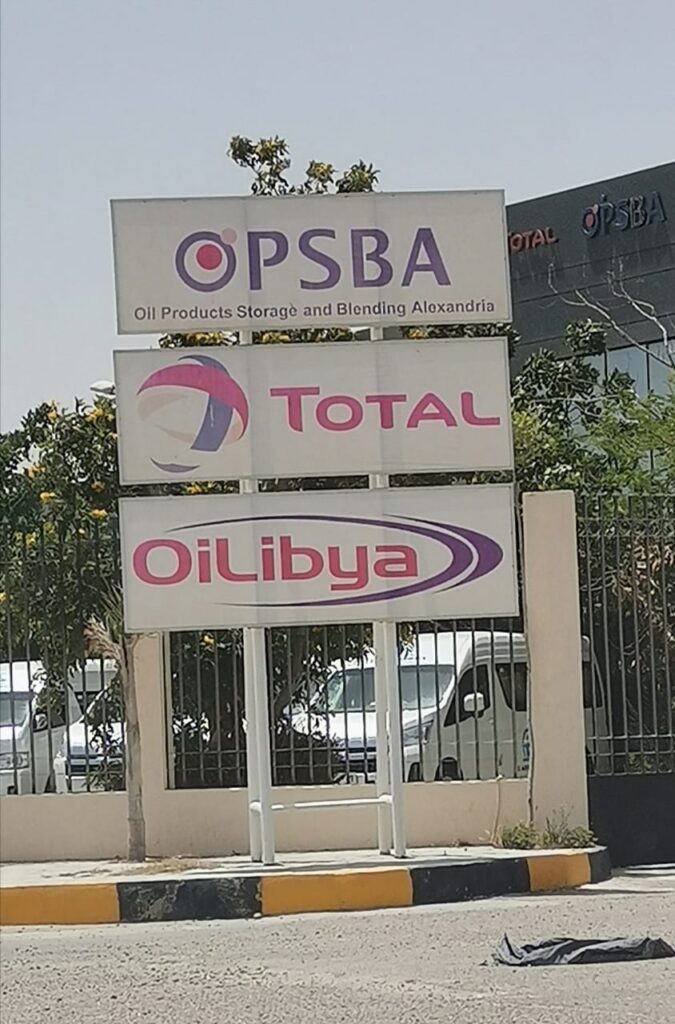 OPSBA
Oil Products Storage and Blending Alexandria
TOTAL
OiLibya
TOTAL OPSBA